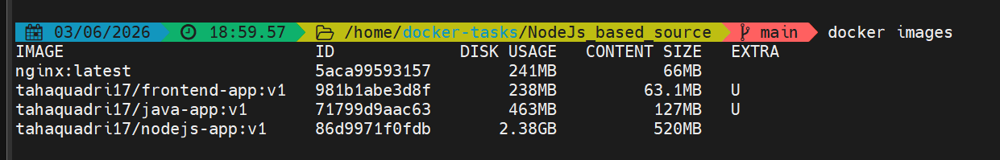 03/06/2026 18:59.57 /home/docker-tasks/NodeJs_based_source main docker images
IMAGE ID DISK USAGE CONTENT SIZE EXTRA
nginx:latest 5aca99593157 241MB 66MB
tahaquadri17/frontend-app:v1 981b1abe3d8f 238MB 63.1MB U
tahaquadri17/java-app:v1 71799d9aac63 463MB 127MB U
tahaquadri17/nodejs-app:v1 86d9971f0fdb 2.38GB 520MB